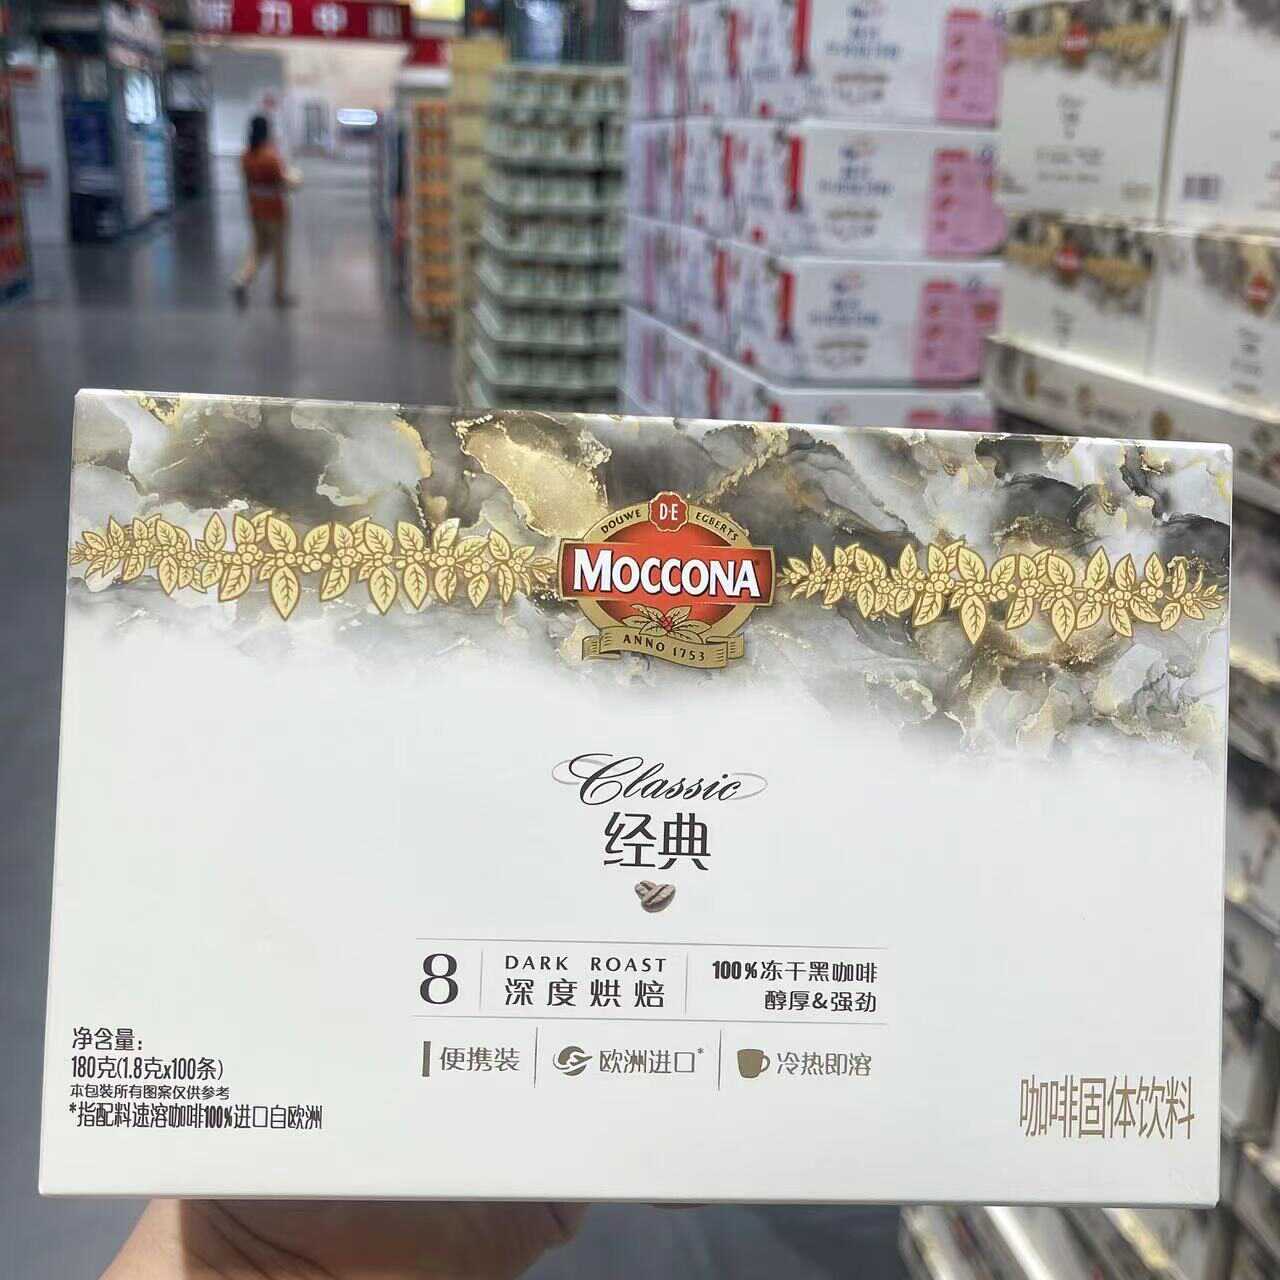 DOUWE EGBERTS
D·E
MOCCONA®
ANNO 1753
Classic
经典
8
DARK ROAST
深度烘焙
100%冻干黑咖啡
醇厚&强劲
便携装
欧洲进口*
冷热即溶
净含量：
180克(1.8克x100条)
本包装所有图案仅供参考
*指配料速溶咖啡100%进口自欧洲
咖啡固体饮料